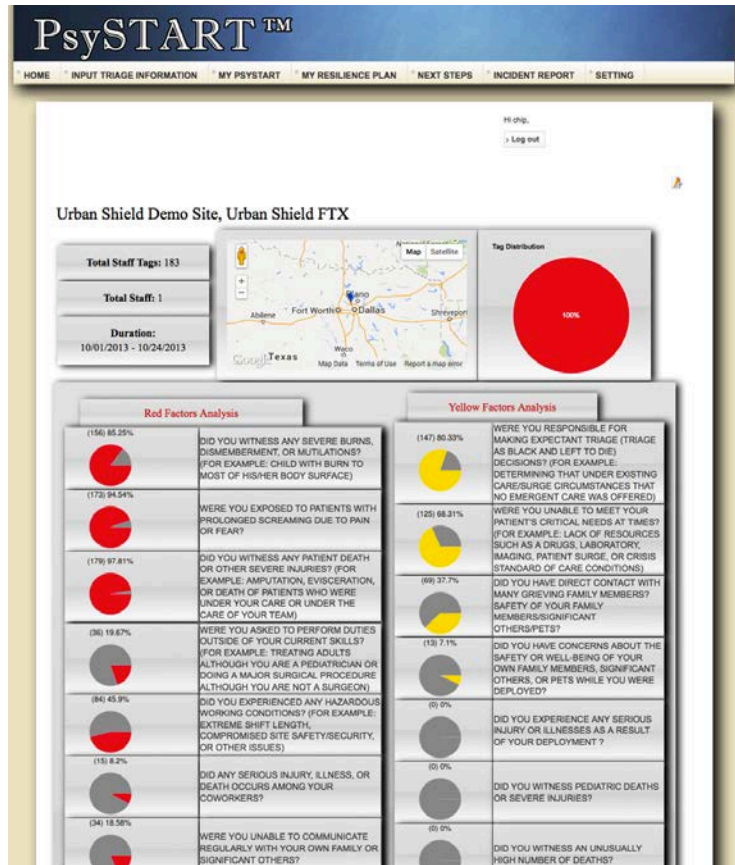 PsySTART™
HOME INPUT TRIAGE INFORMATION MY PSYSTART MY RESILIENCE PLAN NEXT STEPS INCIDENT REPORT SETTING
Hi chip,
› Log out
Urban Shield Demo Site, Urban Shield FTX
Total Staff Tags: 183
Total Staff: 1
Duration:
10/01/2013 - 10/24/2013
Map Satellite
Plano
Abilene
Fort Worth
Dallas
Shrevepor
Waco
Google
Texas
Map Data Terms of Use Report a map error
Tag Distribution
100%
Red Factors Analysis
(156) 85.25%
DID YOU WITNESS ANY SEVERE BURNS,
DISMEMBERMENT, OR MUTILATIONS?
(FOR EXAMPLE: CHILD WITH BURN TO
MOST OF HIS/HER BODY SURFACE)
(173) 94.54%
WERE YOU EXPOSED TO PATIENTS WITH
PROLONGED SCREAMING DUE TO PAIN
OR FEAR?
(179) 97.81%
DID YOU WITNESS ANY PATIENT DEATH
OR OTHER SEVERE INJURIES? (FOR
EXAMPLE: AMPUTATION, EVISCERATION,
OR DEATH OF PATIENTS WHO WERE
UNDER YOUR CARE OR UNDER THE
CARE OF YOUR TEAM)
(36) 19.67%
WERE YOU ASKED TO PERFORM DUTIES
OUTSIDE OF YOUR CURRENT SKILLS?
(FOR EXAMPLE: TREATING ADULTS
ALTHOUGH YOU ARE A PEDIATRICIAN OR
DOING A MAJOR SURGICAL PROCEDURE
ALTHOUGH YOU ARE NOT A SURGEON)
(84) 45.9%
DID YOU EXPERIENCED ANY HAZARDOUS
WORKING CONDITIONS? (FOR EXAMPLE:
EXTREME SHIFT LENGTH,
COMPROMISED SITE SAFETY/SECURITY,
OR OTHER ISSUES)
(15) 8.2%
DID ANY SERIOUS INJURY, ILLNESS, OR
DEATH OCCURS AMONG YOUR
COWORKERS?
(34) 18.58%
WERE YOU UNABLE TO COMMUNICATE
REGULARLY WITH YOUR OWN FAMILY OR
SIGNIFICANT OTHERS?
Yellow Factors Analysis
(147) 80.33%
WERE YOU RESPONSIBLE FOR
MAKING EXPECTANT TRIAGE (TRIAGE
AS BLACK AND LEFT TO DIE)
DECISIONS? (FOR EXAMPLE:
DETERMINING THAT UNDER EXISTING
CARE/SURGE CIRCUMSTANCES THAT
NO EMERGENT CARE WAS OFFERED)
(125) 68.31%
WERE YOU UNABLE TO MEET YOUR
PATIENT'S CRITICAL NEEDS AT TIMES?
(FOR EXAMPLE: LACK OF RESOURCES
SUCH AS A DRUGS, LABORATORY,
IMAGING, PATIENT SURGE, OR CRISIS
STANDARD OF CARE CONDITIONS)
(69) 37.7%
DID YOU HAVE DIRECT CONTACT WITH
MANY GRIEVING FAMILY MEMBERS?
SAFETY OF YOUR FAMILY
MEMBERS/SIGNIFICANT
OTHERS/PETS?
(13) 7.1%
DID YOU HAVE CONCERNS ABOUT THE
SAFETY OR WELL-BEING OF YOUR
OWN FAMILY MEMBERS, SIGNIFICANT
OTHERS, OR PETS WHILE YOU WERE
DEPLOYED?
(0) 0%
DID YOU EXPERIENCE ANY SERIOUS
INJURY OR ILLNESSES AS A RESULT
OF YOUR DEPLOYMENT ?
(0) 0%
DID YOU WITNESS PEDIATRIC DEATHS
OR SEVERE INJURIES?
(0) 0%
DID YOU WITNESS AN UNUSUALLY
HIGH NUMBER OF DEATHS?